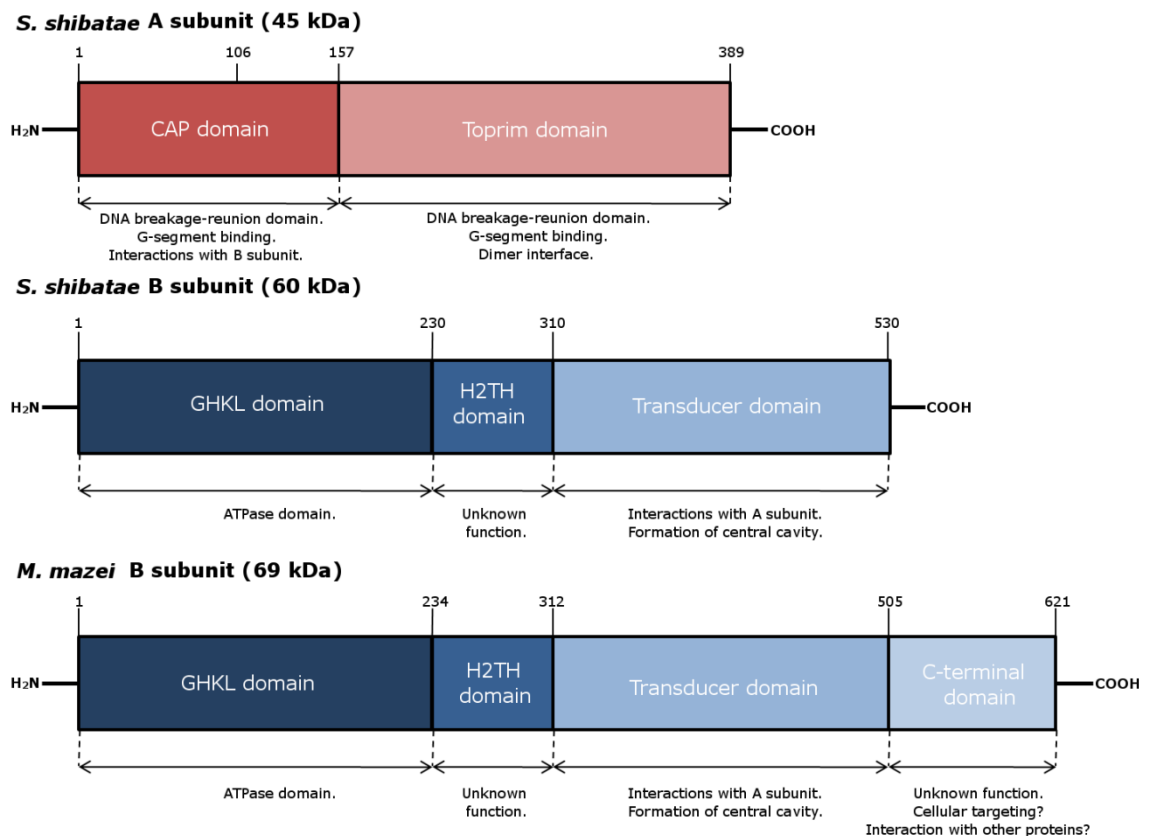 S. shibatae A subunit (45 kDa)
1 106 157 389
H₂N CAP domain Toprim domain COOH
DNA breakage-reunion domain.
G-segment binding.
Interactions with B subunit.
DNA breakage-reunion domain.
G-segment binding.
Dimer interface.
S. shibatae B subunit (60 kDa)
1 230 310 530
H₂N GHKL domain H2TH domain Transducer domain COOH
ATPase domain.
Unknown
function.
Interactions with A subunit.
Formation of central cavity.
M. mazei B subunit (69 kDa)
1 234 312 505 621
H₂N GHKL domain H2TH domain Transducer domain C-terminal domain COOH
ATPase domain.
Unknown
function.
Interactions with A subunit.
Formation of central cavity.
Unknown function.
Cellular targeting?
Interaction with other proteins?